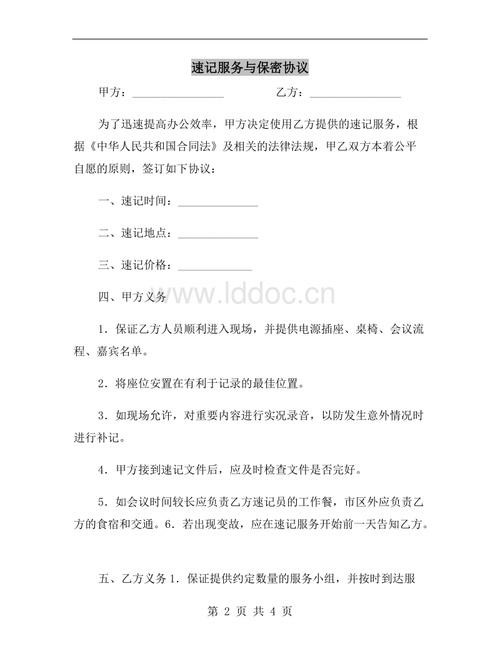 速记服务与保密协议
甲方：________________ 乙方：________________
为了迅速提高办公效率，甲方决定使用乙方提供的速记服务，根
据《中华人民共和国合同法》及相关的法律法规，甲乙双方本着公平
自愿的原则，签订如下协议：
一、速记时间：______________
二、速记地点：______________
三、速记价格：_____________
四、甲方义务
www.lddoc.cn
1．保证乙方人员顺利进入现场，并提供电源插座、桌椅、会议流
程、嘉宾名单。
2．将座位安置在有利于记录的最佳位置。
3．如现场允许，对重要内容进行实况录音，以防发生意外情况时
进行补记。
4．甲方接到速记文件后，应及时检查文件是否完好。
5．如会议时间较长应负责乙方速记员的工作餐，市区外应负责乙
方的食宿和交通。6．若出现变故，应在速记服务开始前一天告知乙方。
五、乙方义务 1．保证提供约定数量的服务小组，并按时到达服
第 2 页 共 4 页